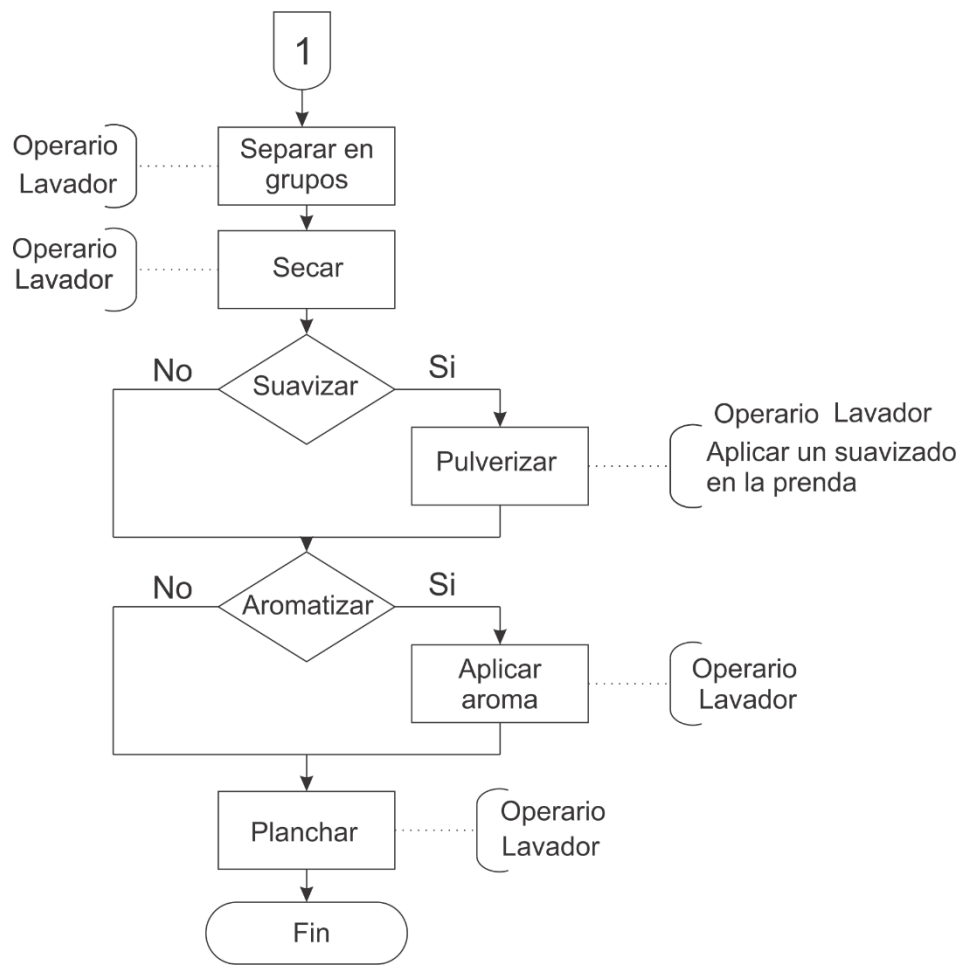 1
Operario
Lavador
Separar en
grupos
Operario
Lavador
Secar
No
Suavizar
Si
Pulverizar
Operario Lavador
Aplicar un suavizado
en la prenda
No
Aromatizar
Si
Aplicar
aroma
Operario
Lavador
Planchar
Operario
Lavador
Fin